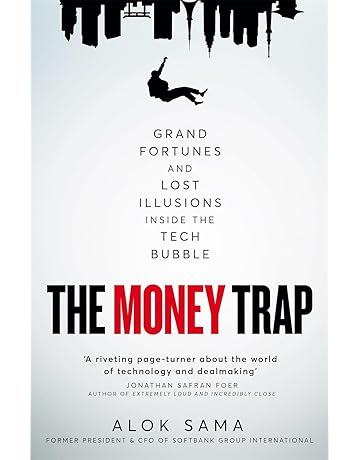 GRAND
FORTUNES
AND
LOST
ILLUSIONS
INSIDE THE
TECH
BUBBLE
THE MONEY TRAP
'A riveting page-turner about the world
of technology and dealmaking'
JONATHAN SAFRAN FOER
AUTHOR OF EXTREMELY LOUD AND INCREDIBLY CLOSE
ALOK SAMA
FORMER PRESIDENT & CFO OF SOFTBANK GROUP INTERNATIONAL